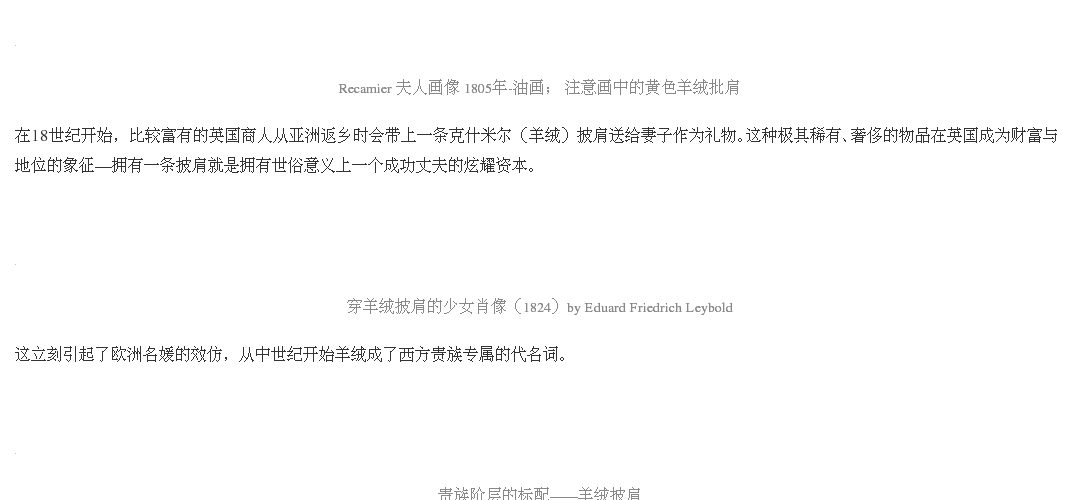 Recamier 夫人画像 1805年-油画； 注意画中的黄色羊绒批肩
在18世纪开始，比较富有的英国商人从亚洲返乡时会带上一条克什米尔（羊绒）披肩送给妻子作为礼物。这种极其稀有、奢侈的物品在英国成为财富与
地位的象征—拥有一条披肩就是拥有世俗意义上一个成功丈夫的炫耀资本。
穿羊绒披肩的少女肖像（1824）by Eduard Friedrich Leybold
这立刻引起了欧洲名媛的效仿，从中世纪开始羊绒成了西方贵族专属的代名词。
贵族阶层的标配——羊绒披肩